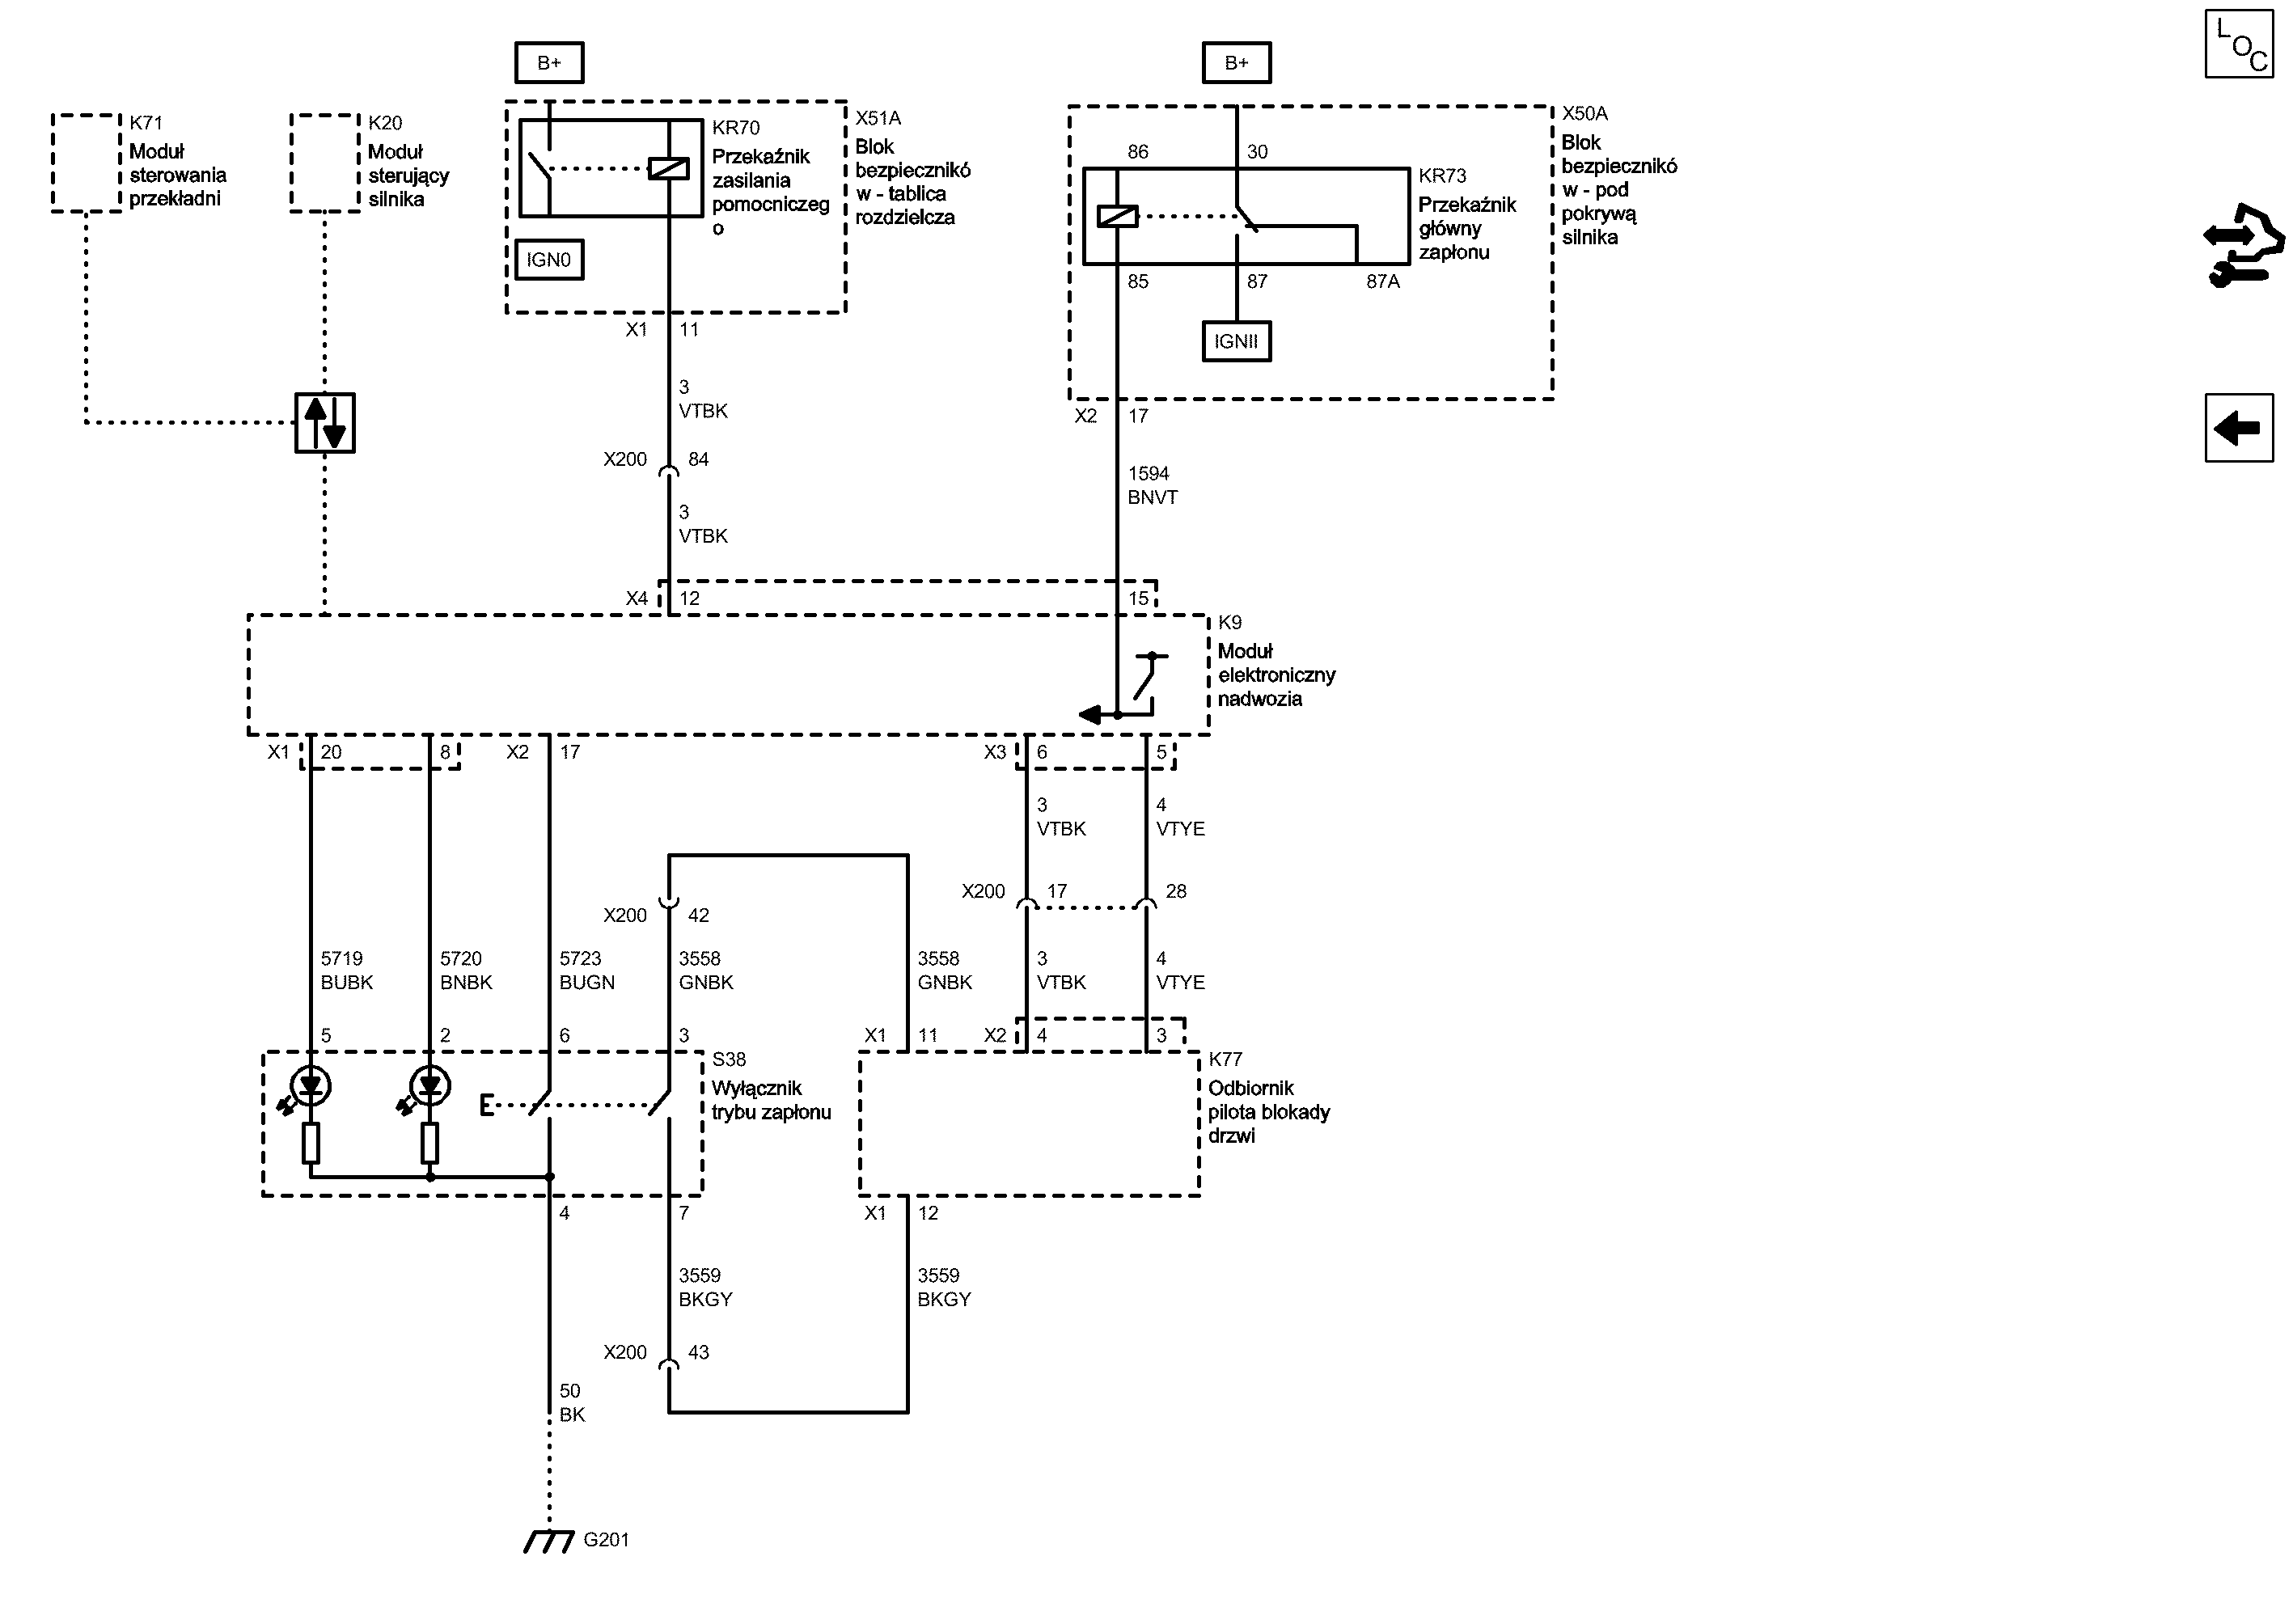 LOC
B+
B+
K71
Moduł
sterowania
przekładni
K20
Moduł
sterujący
silnika
KR70
Przekaźnik
zasilania
pomocniczeg
o
IGN0
X51A
Blok
bezpiecznikó
w - tablica
rozdzielcza
86
30
KR73
Przekaźnik
główny
zapłonu
85
87
87A
IGNII
X50A
Blok
bezpiecznikó
w - pod
pokrywą
silnika
X1
11
3
VTBK
X200
84
3
VTBK
X2
17
1594
BNVT
X4
12
15
K9
Moduł
elektroniczny
nadwozia
X1
20
8
X2
17
X3
6
5
3
VTBK
4
VTYE
X200
42
X200
17
28
5719
BUBK
5720
BNBK
5723
BUGN
3558
GNBK
3558
GNBK
3
VTBK
4
VTYE
5
2
6
3
X1
11
X2
4
3
S38
Wyłącznik
trybu zapłonu
K77
Odbiornik
pilota blokady
drzwi
4
7
X1
12
3559
BKGY
3559
BKGY
X200
43
50
BK
G201